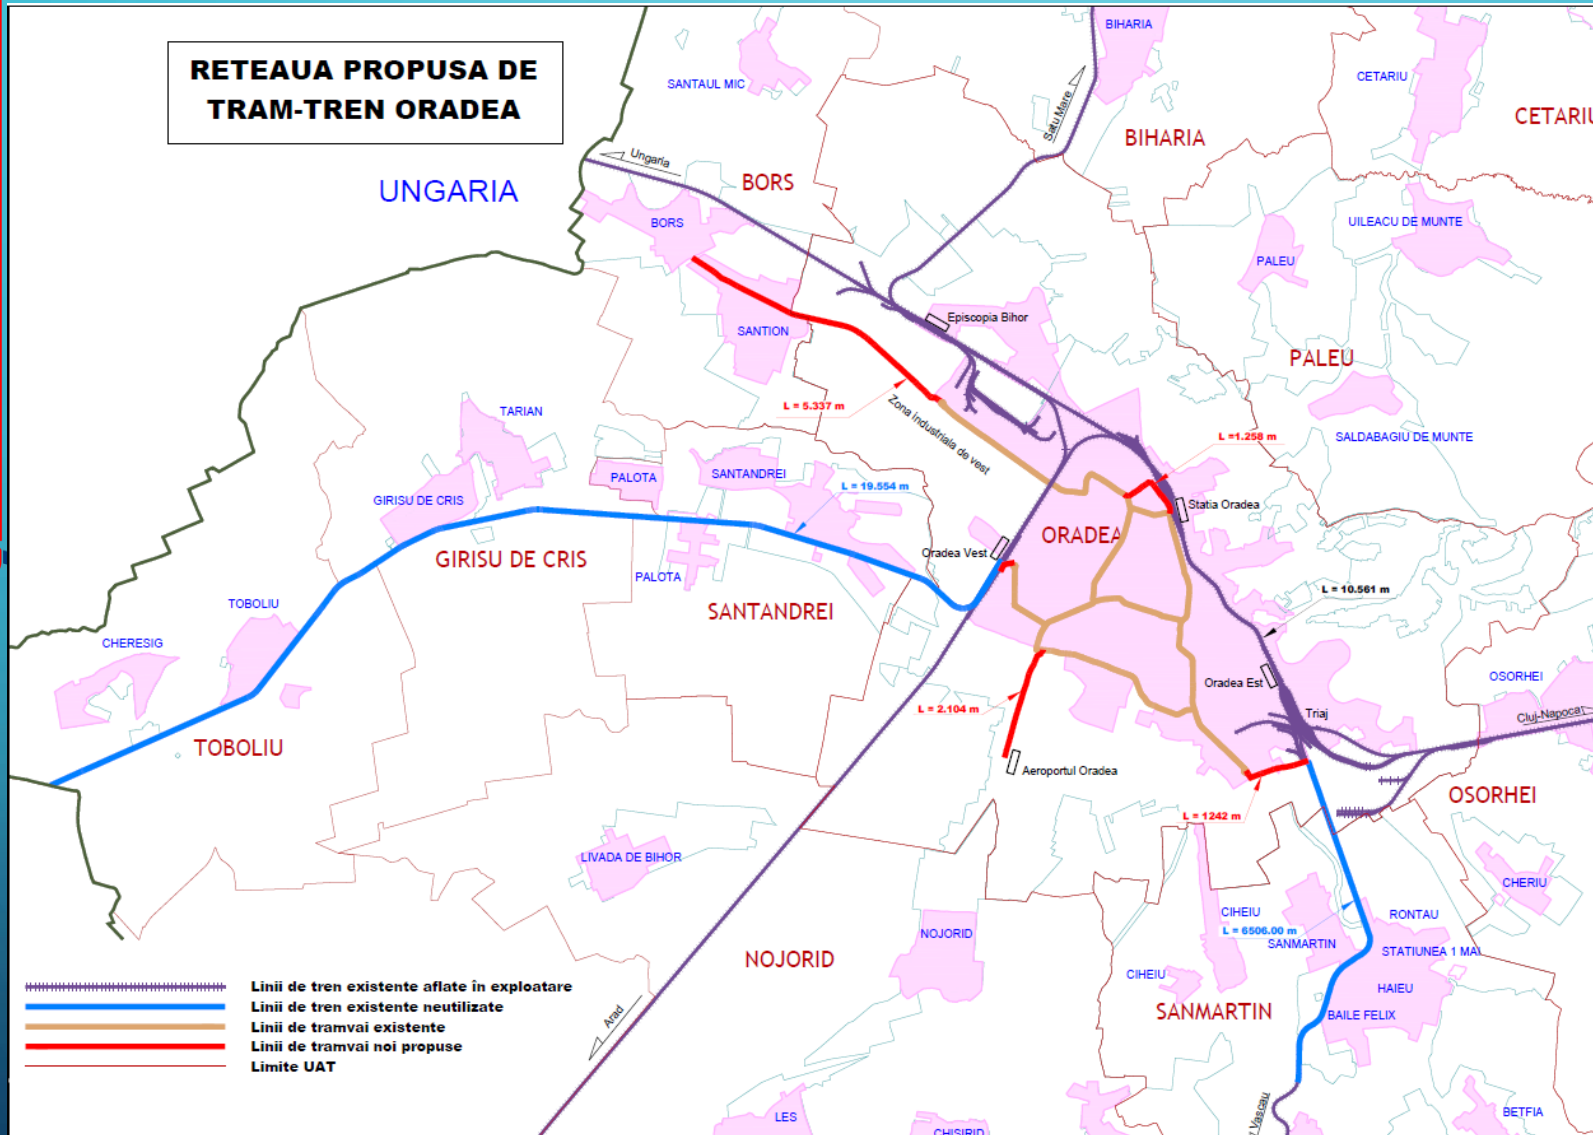 RETEAUA PROPUSA DE
TRAM-TREN ORADEA
UNGARIA
BIHARIA
SANTAUL MIC
CETARIU
CETARIU
Satu Mare
BIHARIA
Ungaria
BORS
BORS
UILEACU DE MUNTE
PALEU
SANTION
Episcopia Bihor
PALEU
L = 5.337 m
Zona industriala de vest
TARIAN
L =1.258 m
SALDABAGIU DE MUNTE
PALOTA
SANTANDREI
GIRISU DE CRIS
L = 19.554 m
Statia Oradea
ORADEA
Oradea Vest
GIRISU DE CRIS
PALOTA
L = 10.561 m
TOBOLIU
SANTANDREI
CHERESIG
Oradea Est
OSORHEI
L = 2.104 m
Triaj
Cluj-Napoca
TOBOLIU
Aeroportul Oradea
OSORHEI
L = 1242 m
LIVADA DE BIHOR
CHERIU
CIHEIU
RONTAU
L = 6506.00 m
NOJORID
SANMARTIN
STATIUNEA 1 MAI
NOJORID
CIHEIU
HAIEU
SANMARTIN
BAILE FELIX
Arad
Linii de tren existente aflate în exploatare
Linii de tren existente neutilizate
Linii de tramvai existente
Linii de tramvai noi propuse
Limite UAT
Vascau
LES
CHISIRID
BETFIA